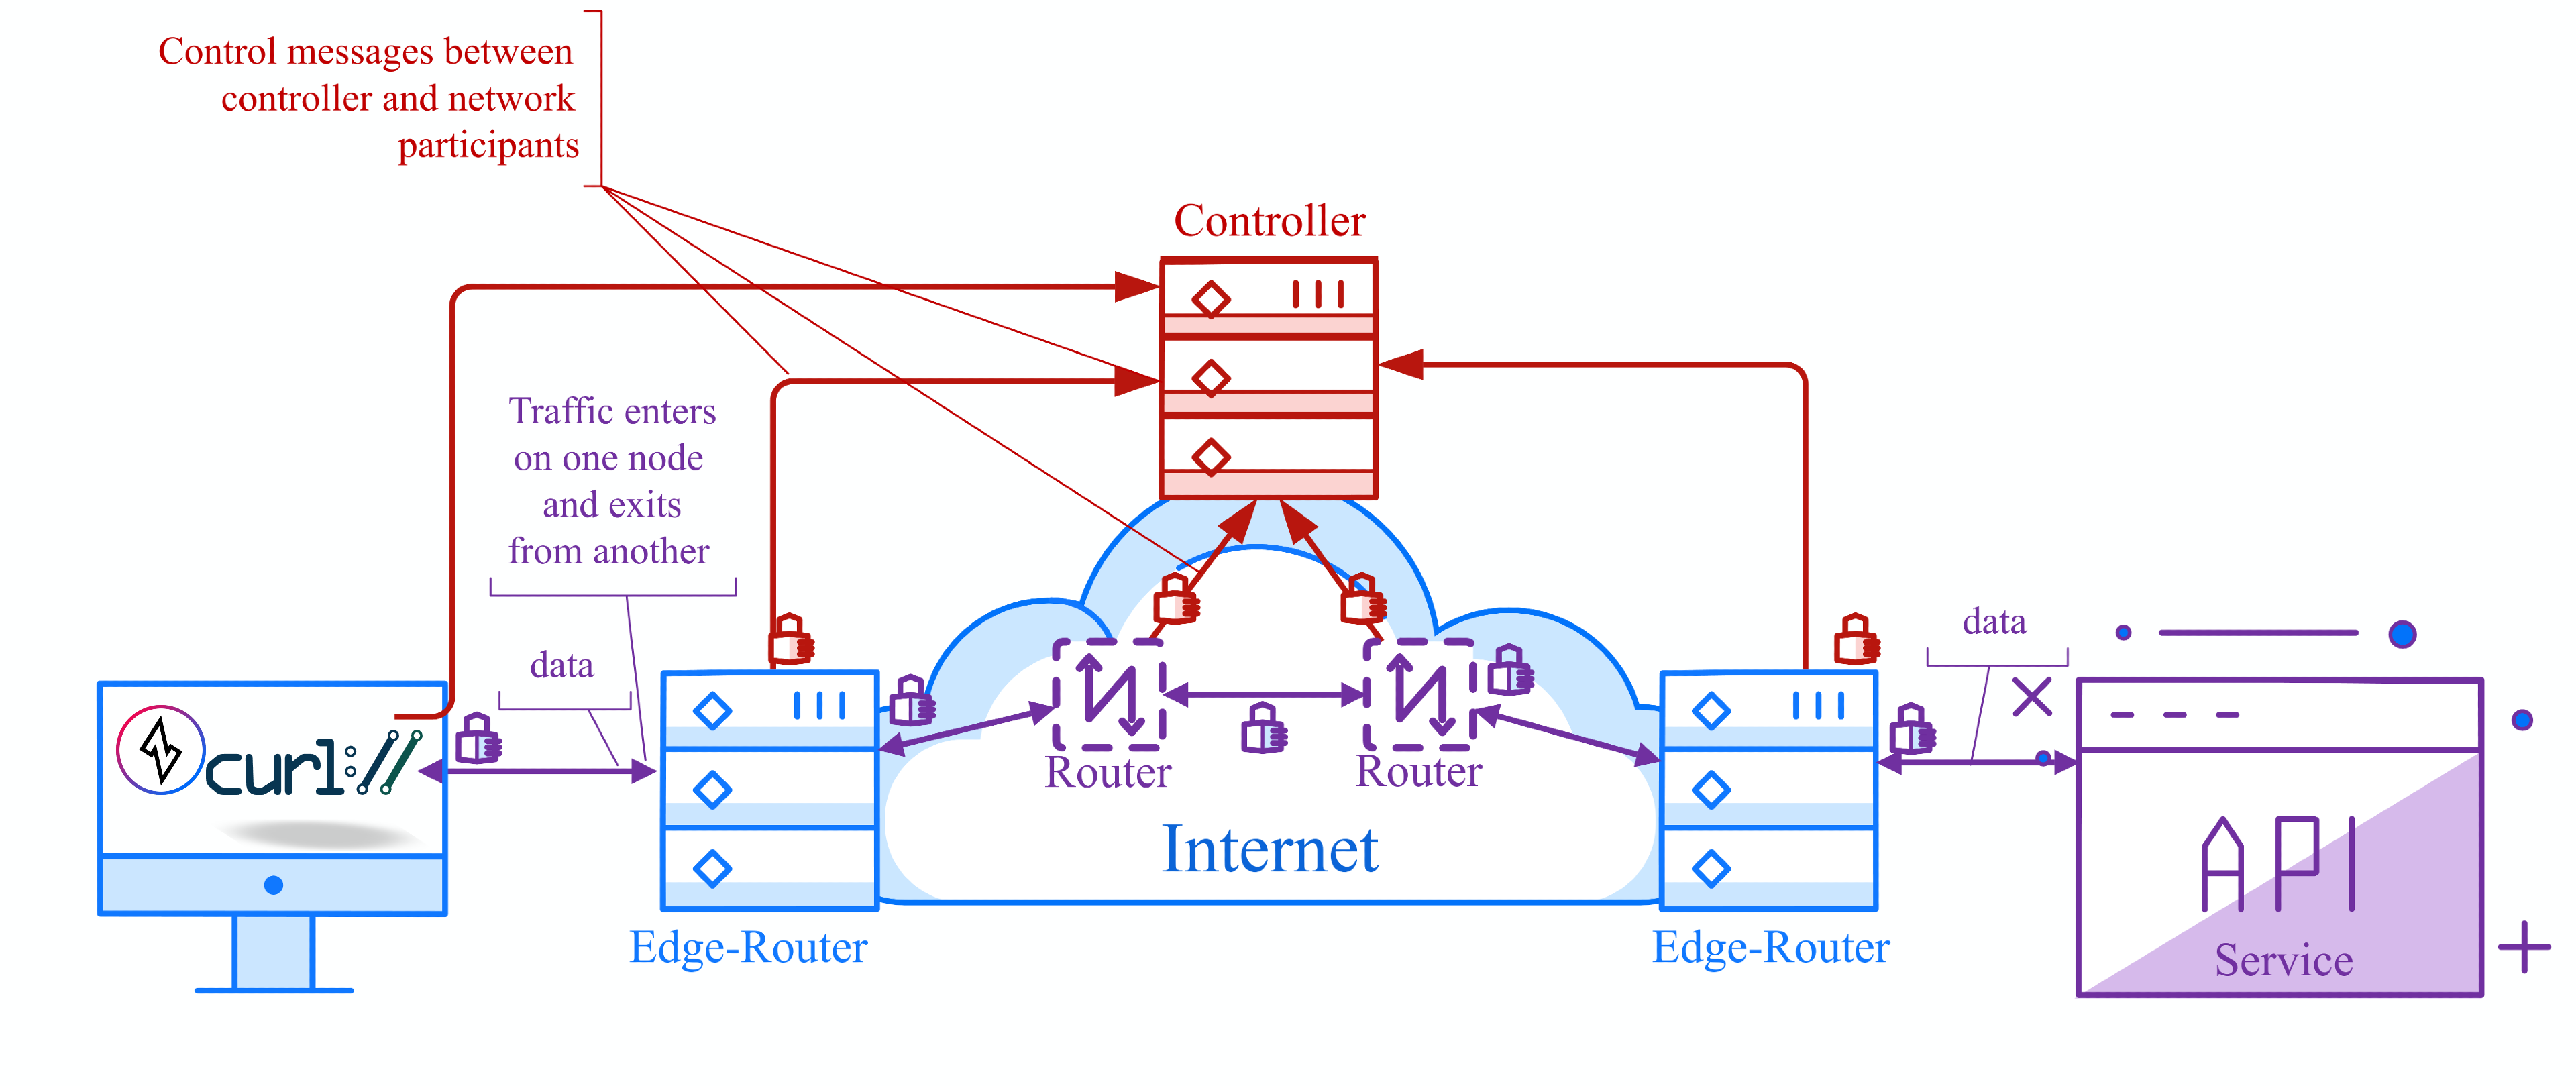 Control messages between
controller and network
participants
Controller
Traffic enters
on one node
and exits
from another
data
data
curl://
Router
Router
Internet
API
Service
Edge-Router
Edge-Router